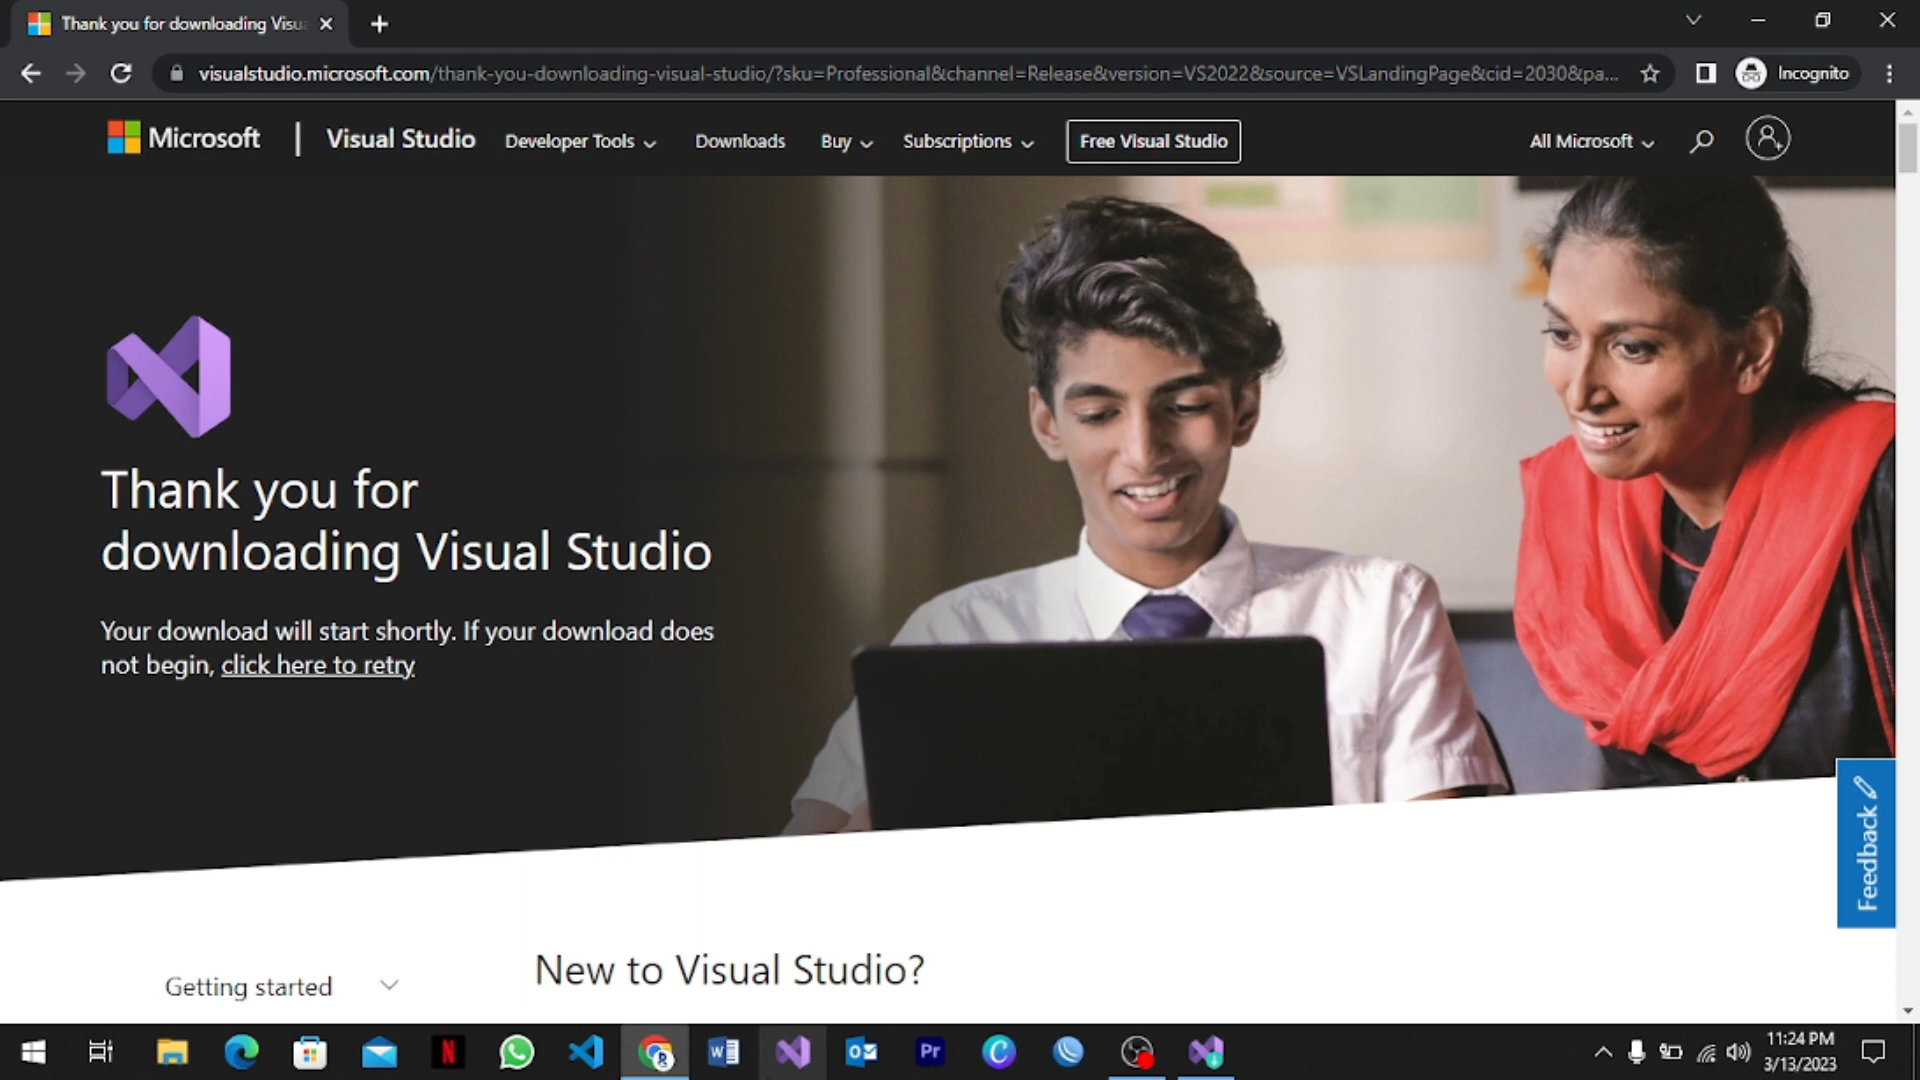 Thank you for downloading Visu
visualstudio.microsoft.com/thank-you-downloading-visual-studio/?sku=Professional&channel=Release&version=VS2022&source=VSLandingPage&cid=2030&pa...
Incognito
Microsoft | Visual Studio
Developer Tools
Downloads
Buy
Subscriptions
Free Visual Studio
All Microsoft
Thank you for
downloading Visual Studio
Your download will start shortly. If your download does
not begin, click here to retry
Feedback
Getting started
New to Visual Studio?
N
W
R
O
Pr
C
11:24 PM
3/13/2023